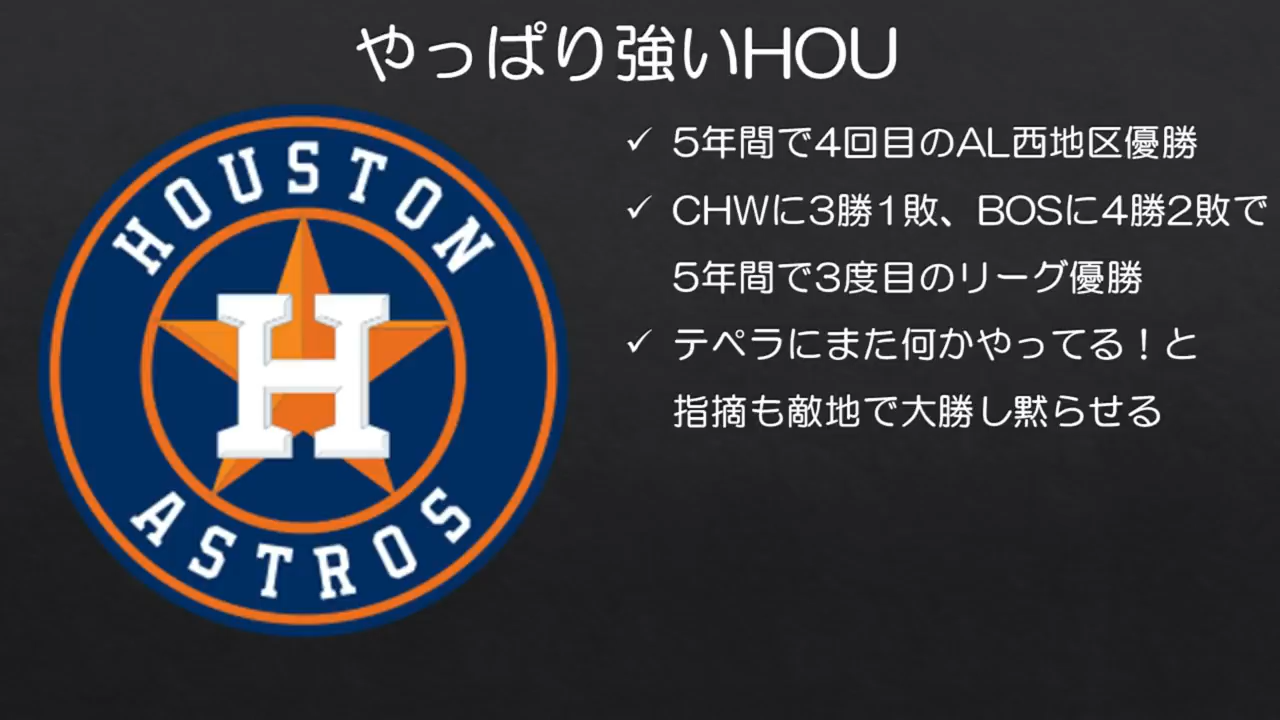 やっぱり強いHOU
HOUSTON
H
ASTROS
✓ 5年間で4回目のAL西地区優勝
✓ CHWに3勝1敗、BOSに4勝2敗で
5年間で3度目のリーグ優勝
✓ テペラにまた何かやってる！と
指摘も敵地で大勝し黙らせる